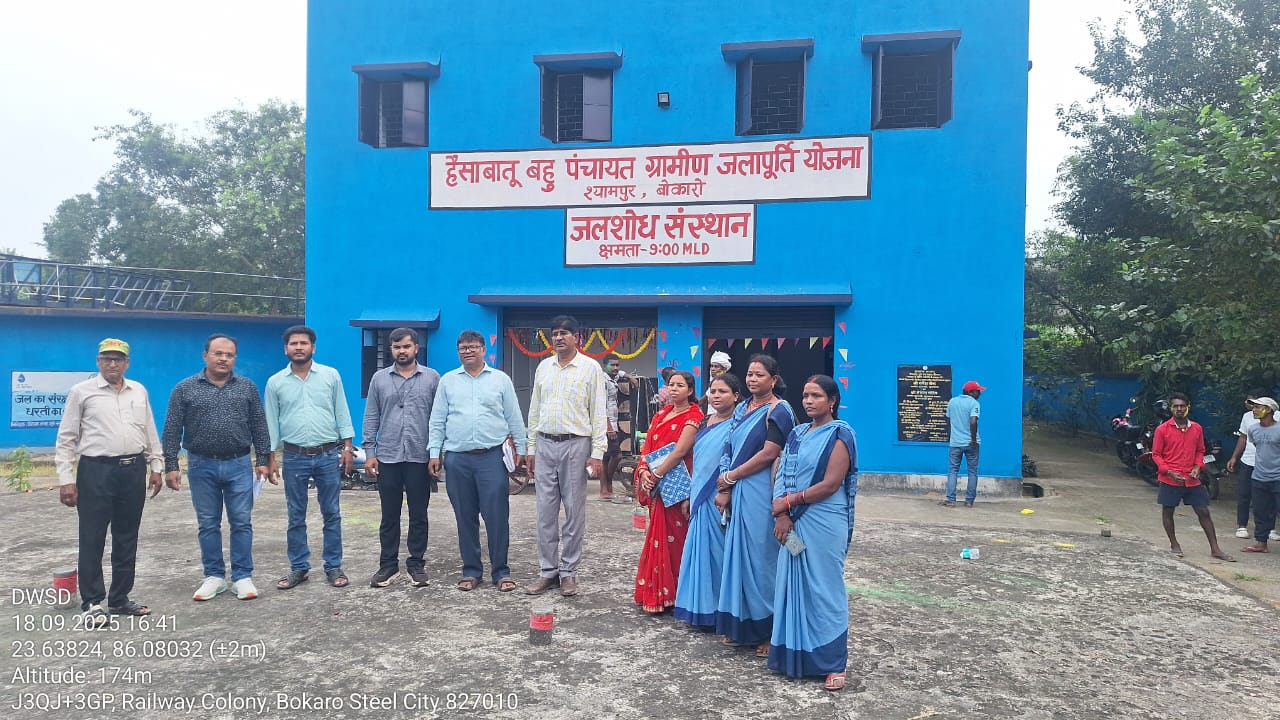 हैसाबातू बहु पंचायत ग्रामीण जलापूर्ति योजना
श्यामपुर, बोकारो
जलशोध संस्थान
क्षमता-9:00 MLD
जल का संरक्षण
धरती का
DWSD
18.09.2025 16:41
23.63824, 86.08032 (±2m)
Altitude: 174m
J3QJ+3GP, Railway Colony, Bokaro Steel City 827010